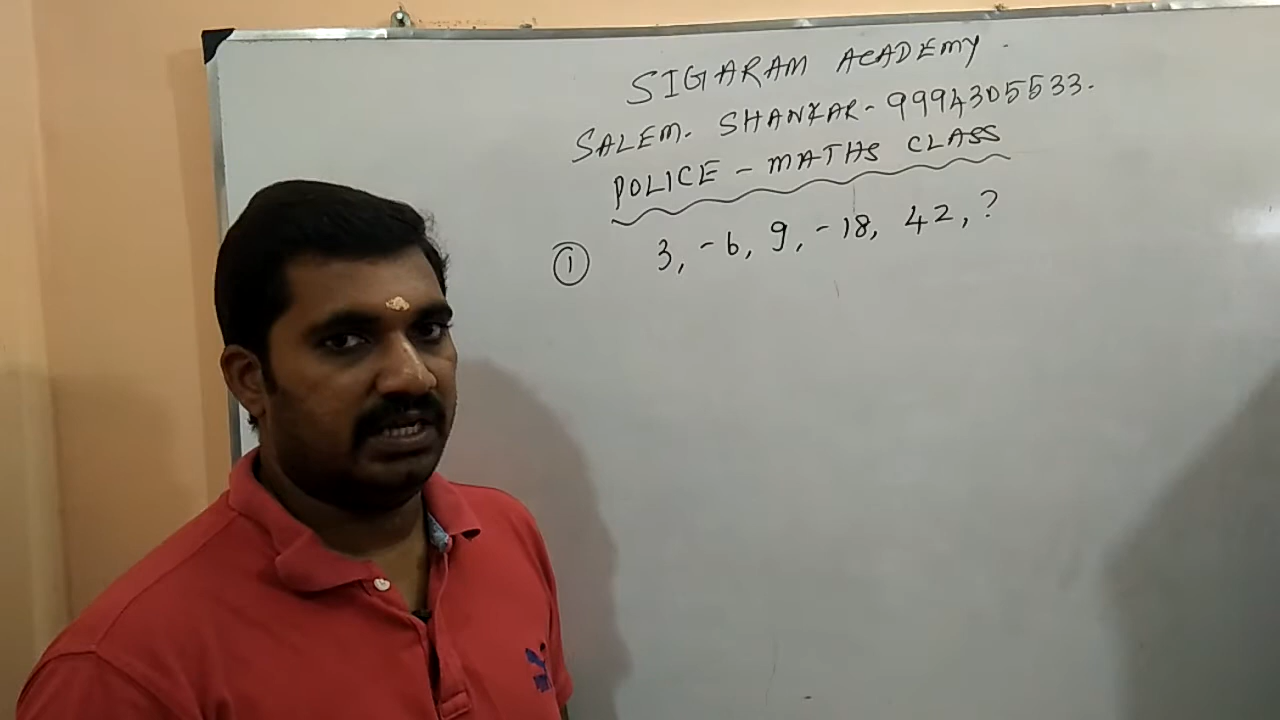 SIGARAM ACADEMY.
SALEM. SHANKAR - 9994305533.
POLICE - MATHS CLASS
① 3, -6, 9, -18, 42, ?